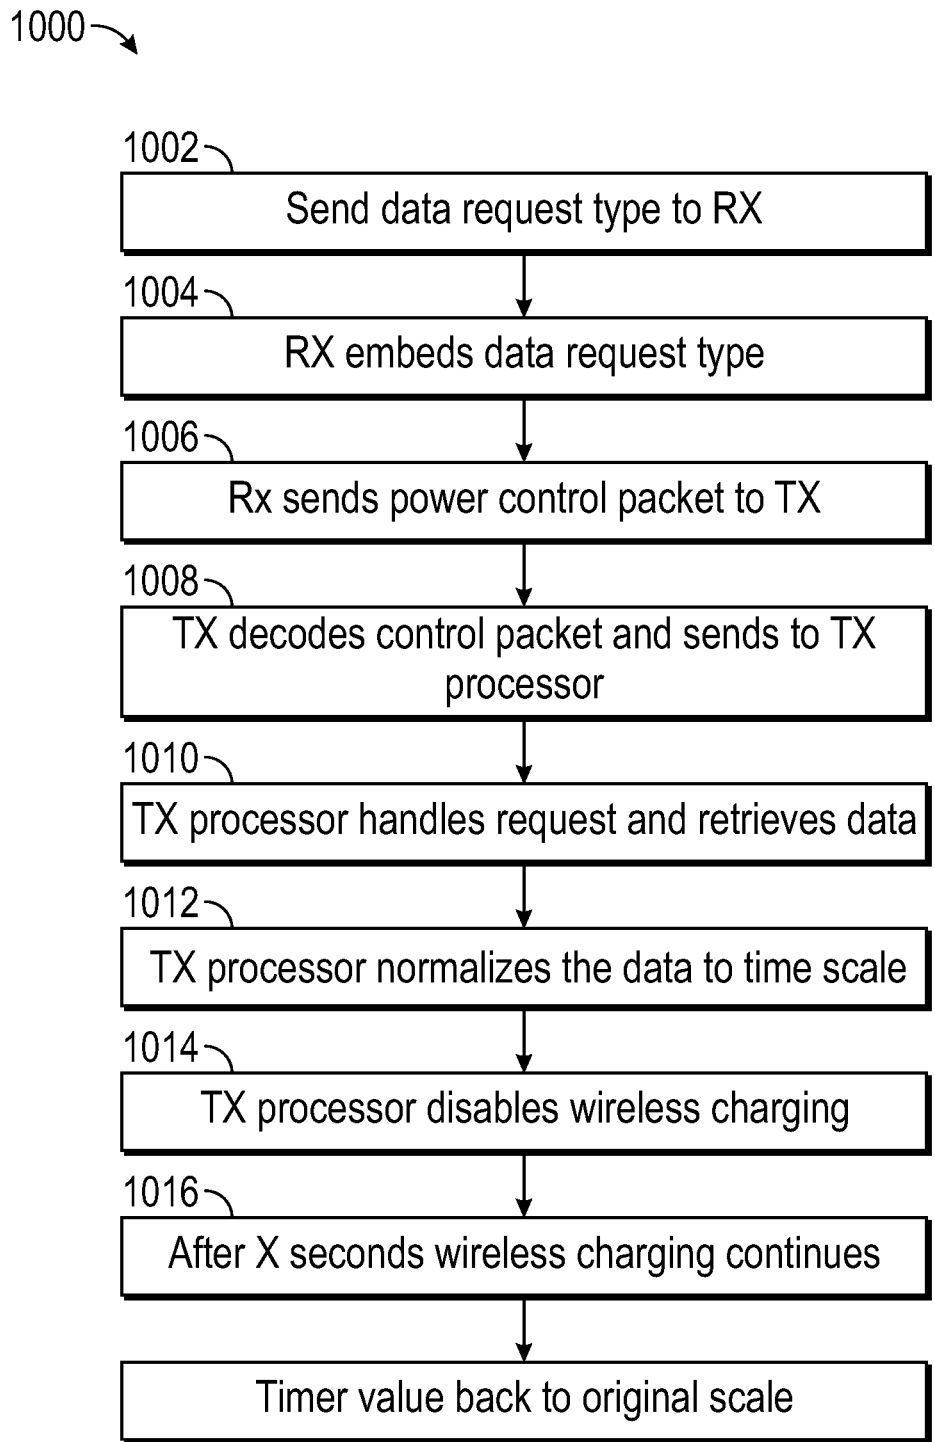 1000
1002
Send data request type to RX
1004
RX embeds data request type
1006
Rx sends power control packet to TX
1008
TX decodes control packet and sends to TX
processor
1010
TX processor handles request and retrieves data
1012
TX processor normalizes the data to time scale
1014
TX processor disables wireless charging
1016
After X seconds wireless charging continues
Timer value back to original scale